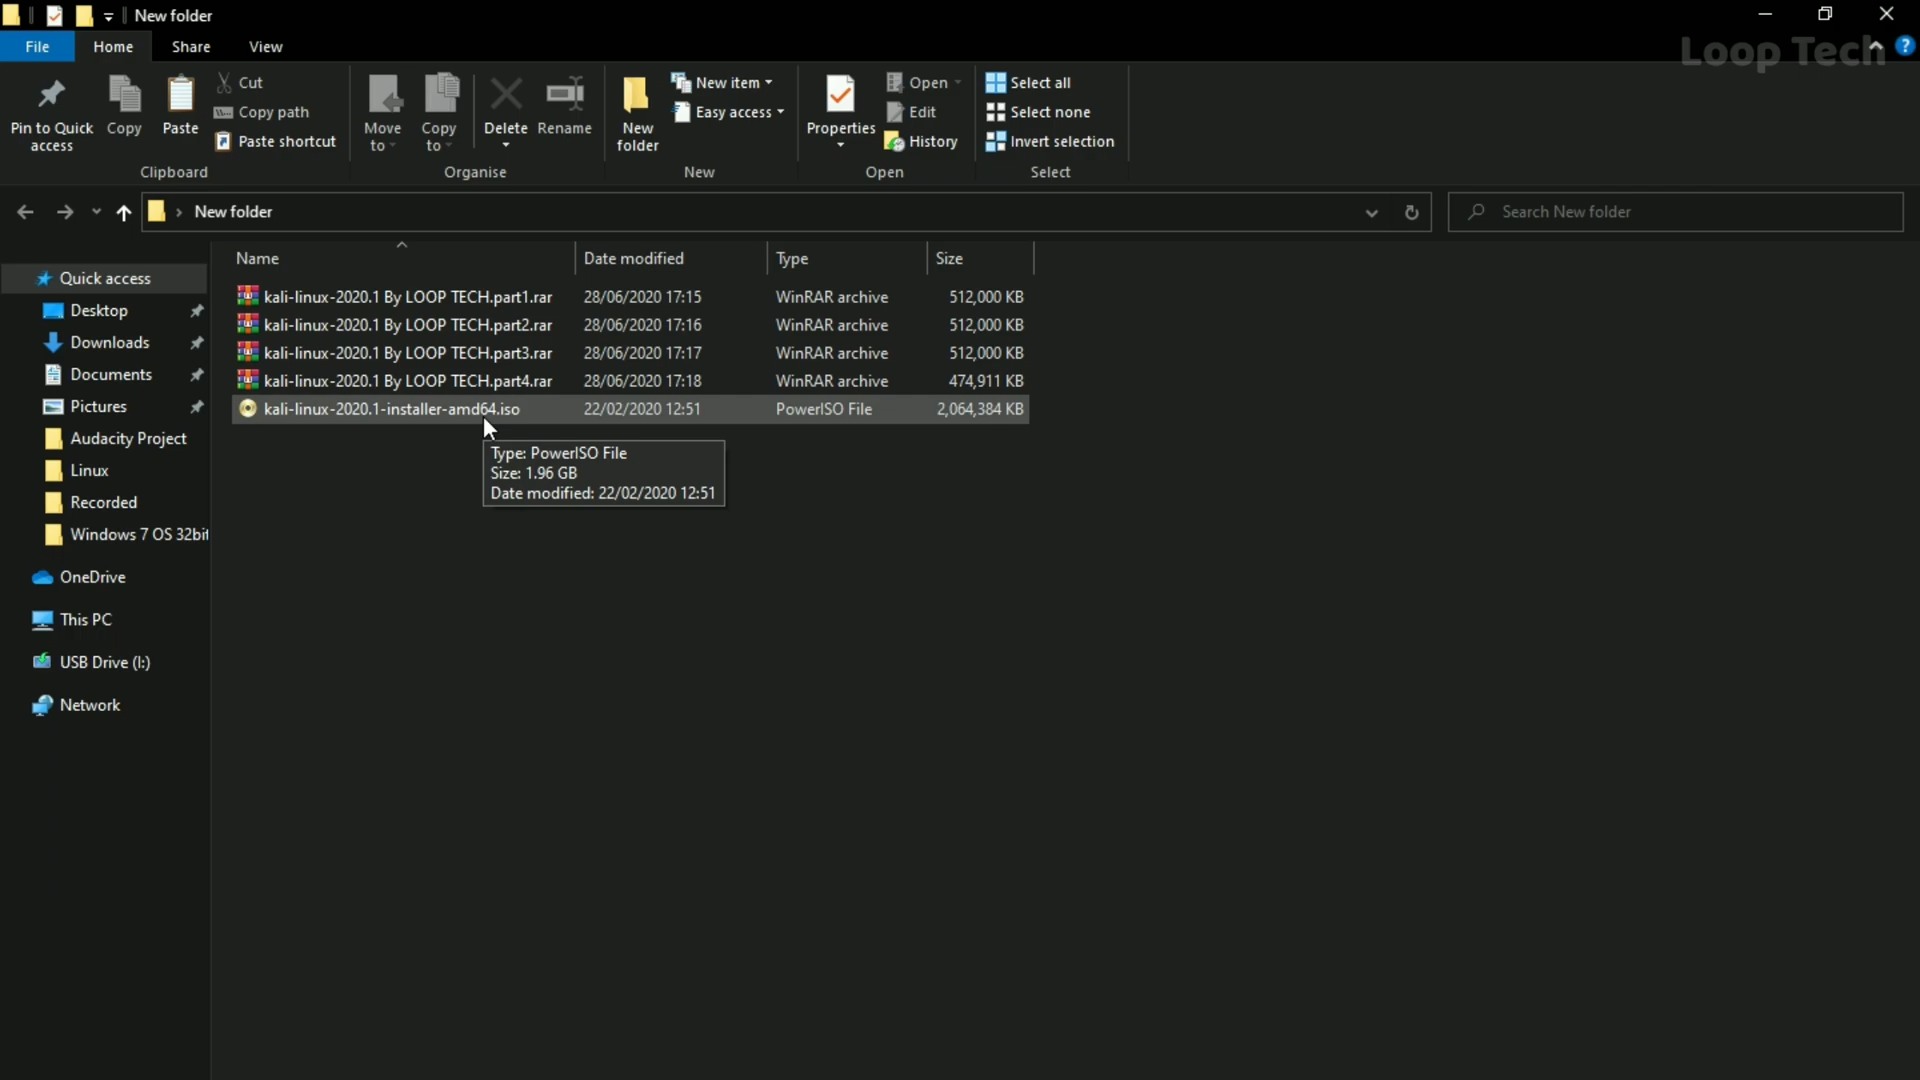 New folder
File Home Share View
Loop Tech
Pin to Quick access
Copy
Paste
Cut
Copy path
Paste shortcut
Clipboard
Move to
Copy to
Delete
Rename
Organise
New folder
New item
Easy access
New
Properties
Open
Edit
History
Open
Select all
Select none
Invert selection
Select
New folder
Search New folder
Name Date modified Type Size
kali-linux-2020.1 By LOOP TECH.part1.rar 28/06/2020 17:15 WinRAR archive 512,000 KB
kali-linux-2020.1 By LOOP TECH.part2.rar 28/06/2020 17:16 WinRAR archive 512,000 KB
kali-linux-2020.1 By LOOP TECH.part3.rar 28/06/2020 17:17 WinRAR archive 512,000 KB
kali-linux-2020.1 By LOOP TECH.part4.rar 28/06/2020 17:18 WinRAR archive 474,911 KB
kali-linux-2020.1-installer-amd64.iso 22/02/2020 12:51 PowerISO File 2,064,384 KB
Type: PowerISO File
Size: 1.96 GB
Date modified: 22/02/2020 12:51
Quick access
Desktop
Downloads
Documents
Pictures
Audacity Project
Linux
Recorded
Windows 7 OS 32bit
OneDrive
This PC
USB Drive (I:)
Network